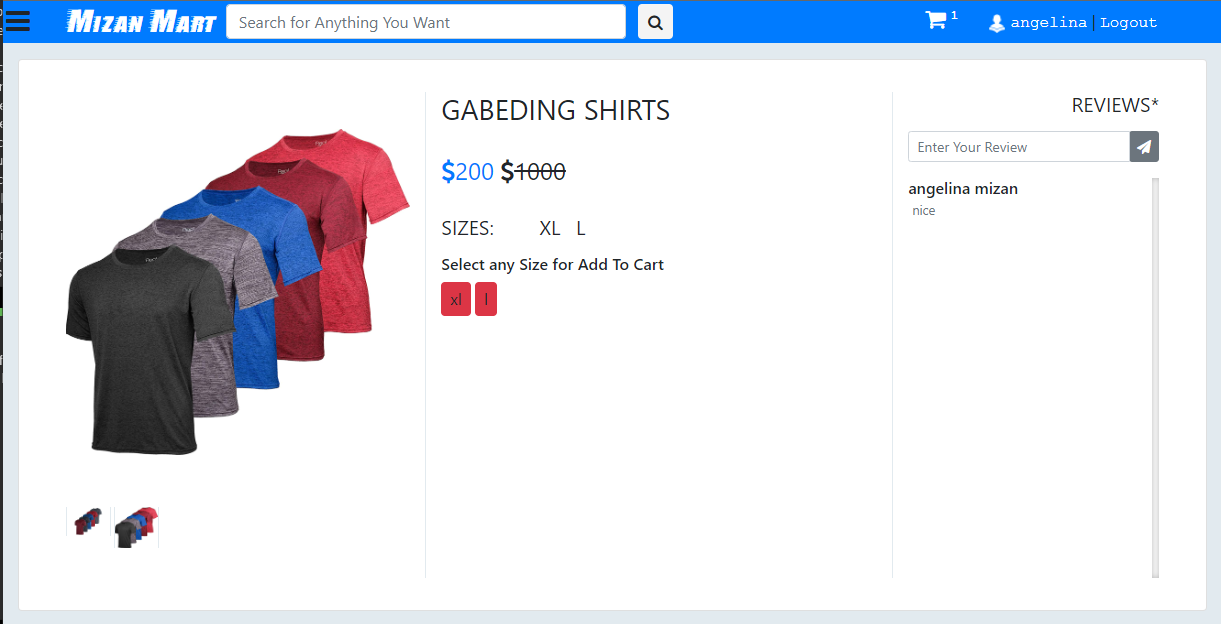 MIZAN MART
Search for Anything You Want
1
angelina | Logout
GABEDING SHIRTS
$200 $1000
SIZES: XL L
Select any Size for Add To Cart
xl l
REVIEWS*
Enter Your Review
angelina mizan
nice